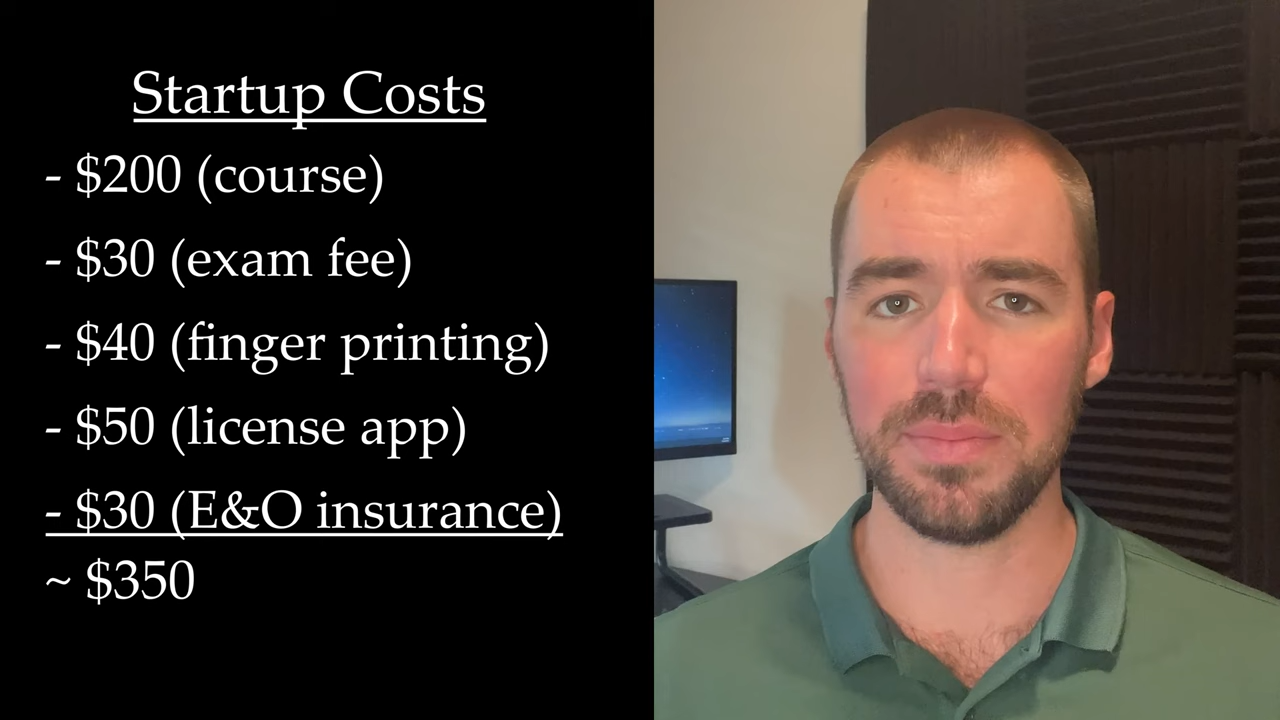 Startup Costs
- $200 (course)
- $30 (exam fee)
- $40 (finger printing)
- $50 (license app)
- $30 (E&O insurance)
~ $350